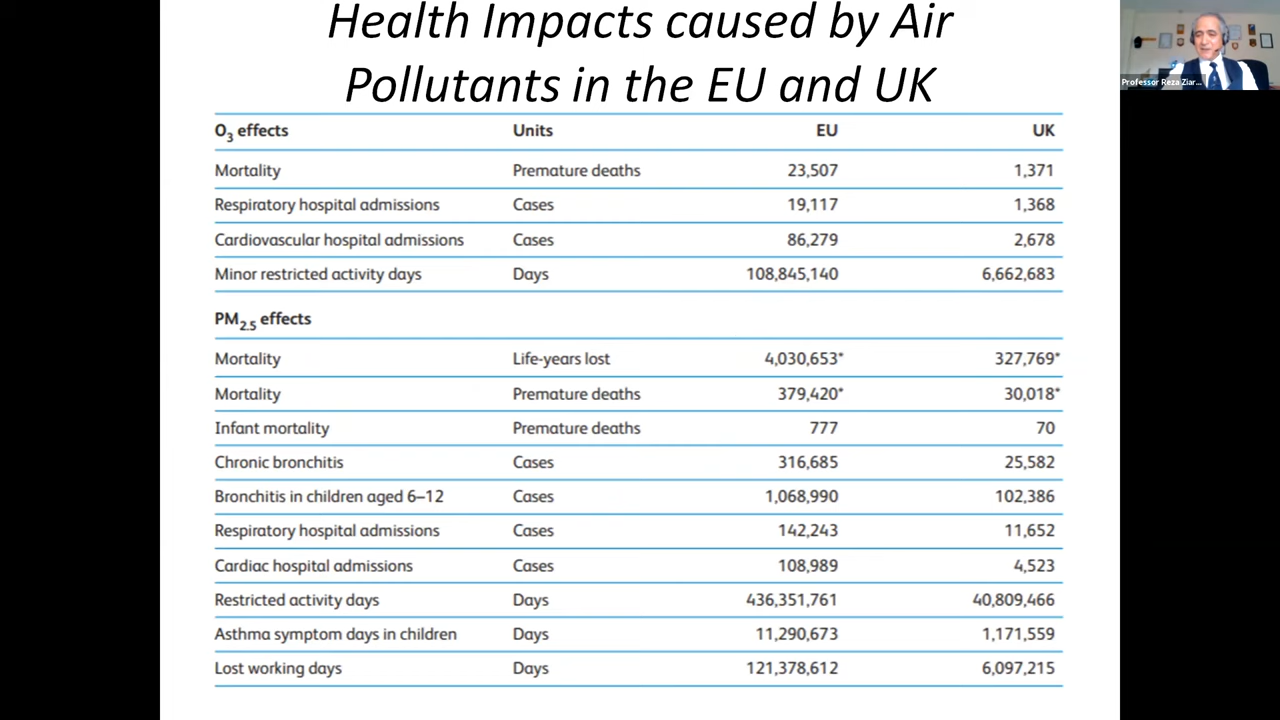 Health Impacts caused by Air
Pollutants in the EU and UK
Professor Reza Ziar...
O3 effects Units EU UK
Mortality Premature deaths 23,507 1,371
Respiratory hospital admissions Cases 19,117 1,368
Cardiovascular hospital admissions Cases 86,279 2,678
Minor restricted activity days Days 108,845,140 6,662,683
PM2.5 effects
Mortality Life-years lost 4,030,653* 327,769*
Mortality Premature deaths 379,420* 30,018*
Infant mortality Premature deaths 777 70
Chronic bronchitis Cases 316,685 25,582
Bronchitis in children aged 6–12 Cases 1,068,990 102,386
Respiratory hospital admissions Cases 142,243 11,652
Cardiac hospital admissions Cases 108,989 4,523
Restricted activity days Days 436,351,761 40,809,466
Asthma symptom days in children Days 11,290,673 1,171,559
Lost working days Days 121,378,612 6,097,215